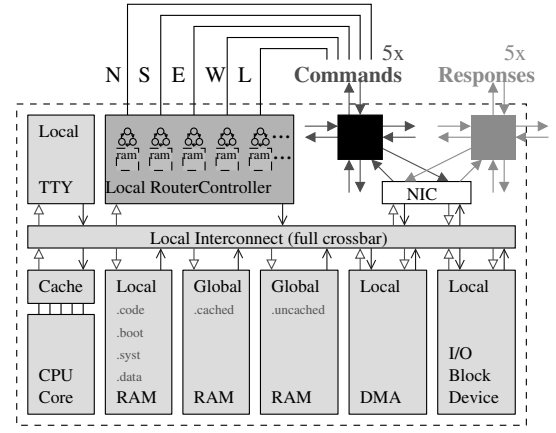 5x 5x
N S E W L Commands Responses
Local
TTY
ram ram ram ram ram ...
...
Local RouterController
NIC
Local Interconnect (full crossbar)
Cache
CPU
Core
Local
.code
.boot
.syst
.data
RAM
Global
.cached
RAM
Global
.uncached
RAM
Local
DMA
Local
I/O
Block
Device